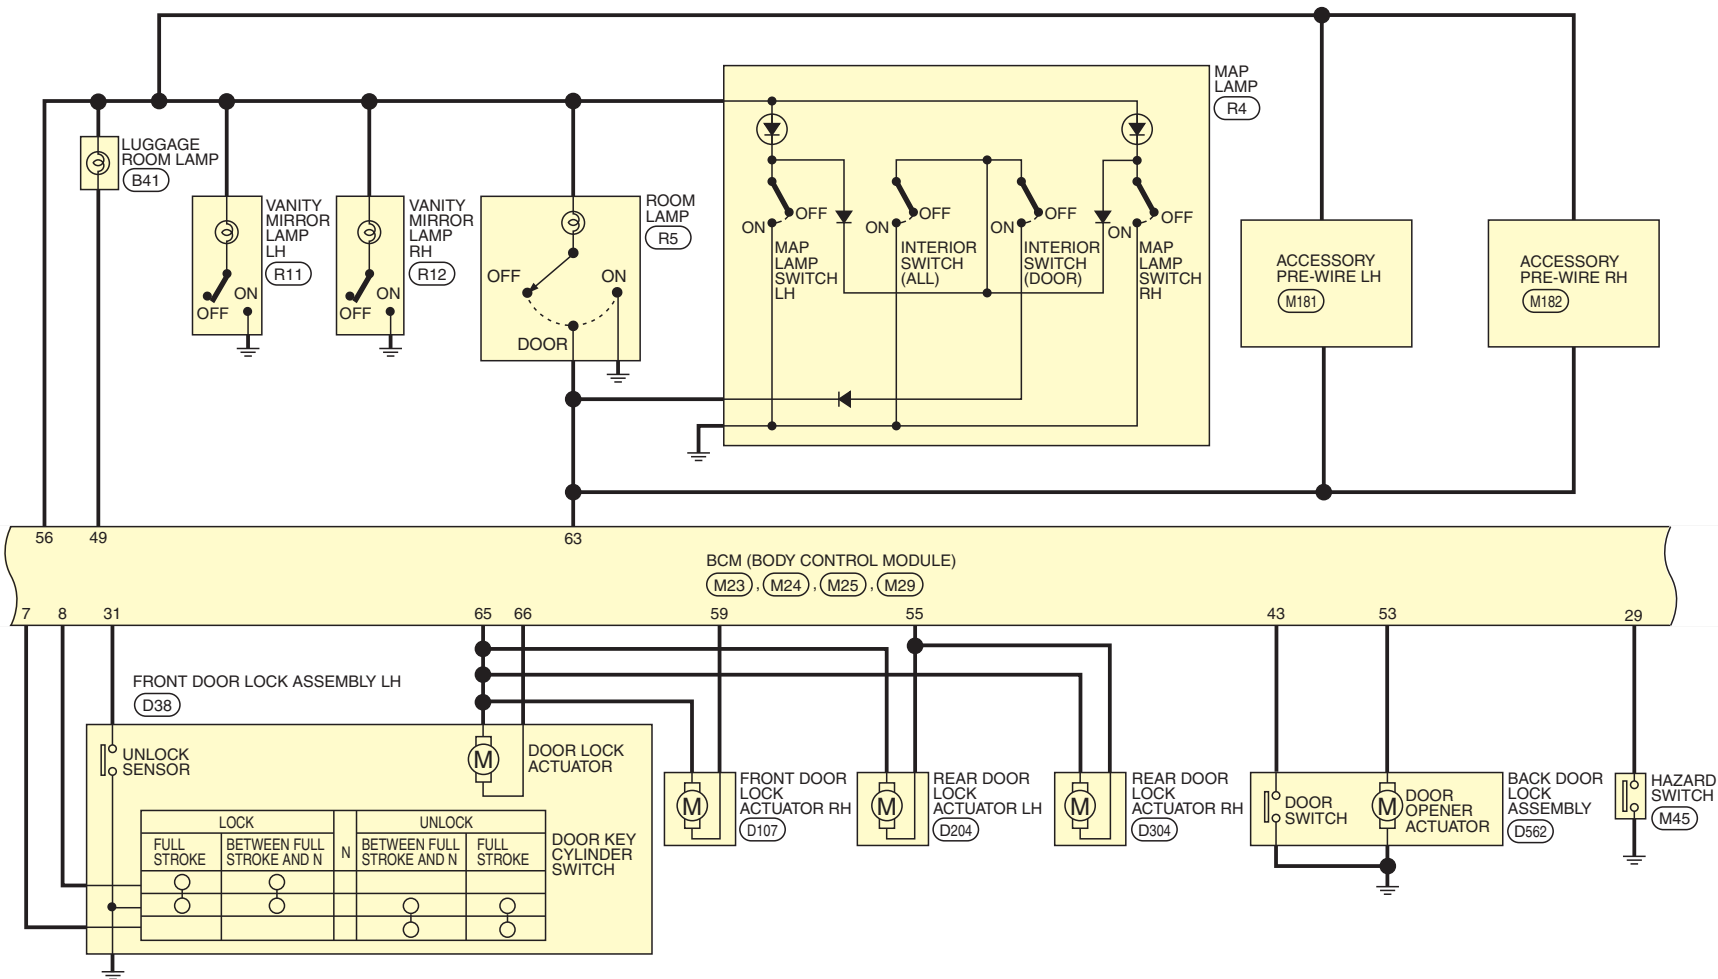 MAP
LAMP
R4
LUGGAGE
ROOM LAMP
B41
VANITY
MIRROR
LAMP
LH
R11
ON
OFF
VANITY
MIRROR
LAMP
RH
R12
ON
OFF
ROOM
LAMP
R5
OFF
ON
DOOR
OFF
ON
MAP
LAMP
SWITCH
LH
OFF
ON
INTERIOR
SWITCH
(ALL)
OFF
ON
INTERIOR
SWITCH
(DOOR)
OFF
ON
MAP
LAMP
SWITCH
RH
ACCESSORY
PRE-WIRE LH
M181
ACCESSORY
PRE-WIRE RH
M182
56 49 63
BCM (BODY CONTROL MODULE)
M23 , M24 , M25 , M29
7 8 31 65 66 59 55 43 53 29
FRONT DOOR LOCK ASSEMBLY LH
D38
UNLOCK
SENSOR
M
DOOR LOCK
ACTUATOR
LOCK N UNLOCK
FULL
STROKE
BETWEEN FULL
STROKE AND N
BETWEEN FULL
STROKE AND N
FULL
STROKE
DOOR KEY
CYLINDER
SWITCH
M
FRONT DOOR
LOCK
ACTUATOR RH
D107
M
REAR DOOR
LOCK
ACTUATOR LH
D204
M
REAR DOOR
LOCK
ACTUATOR RH
D304
DOOR
SWITCH
M
DOOR
OPENER
ACTUATOR
BACK DOOR
LOCK
ASSEMBLY
D562
HAZARD
SWITCH
M45